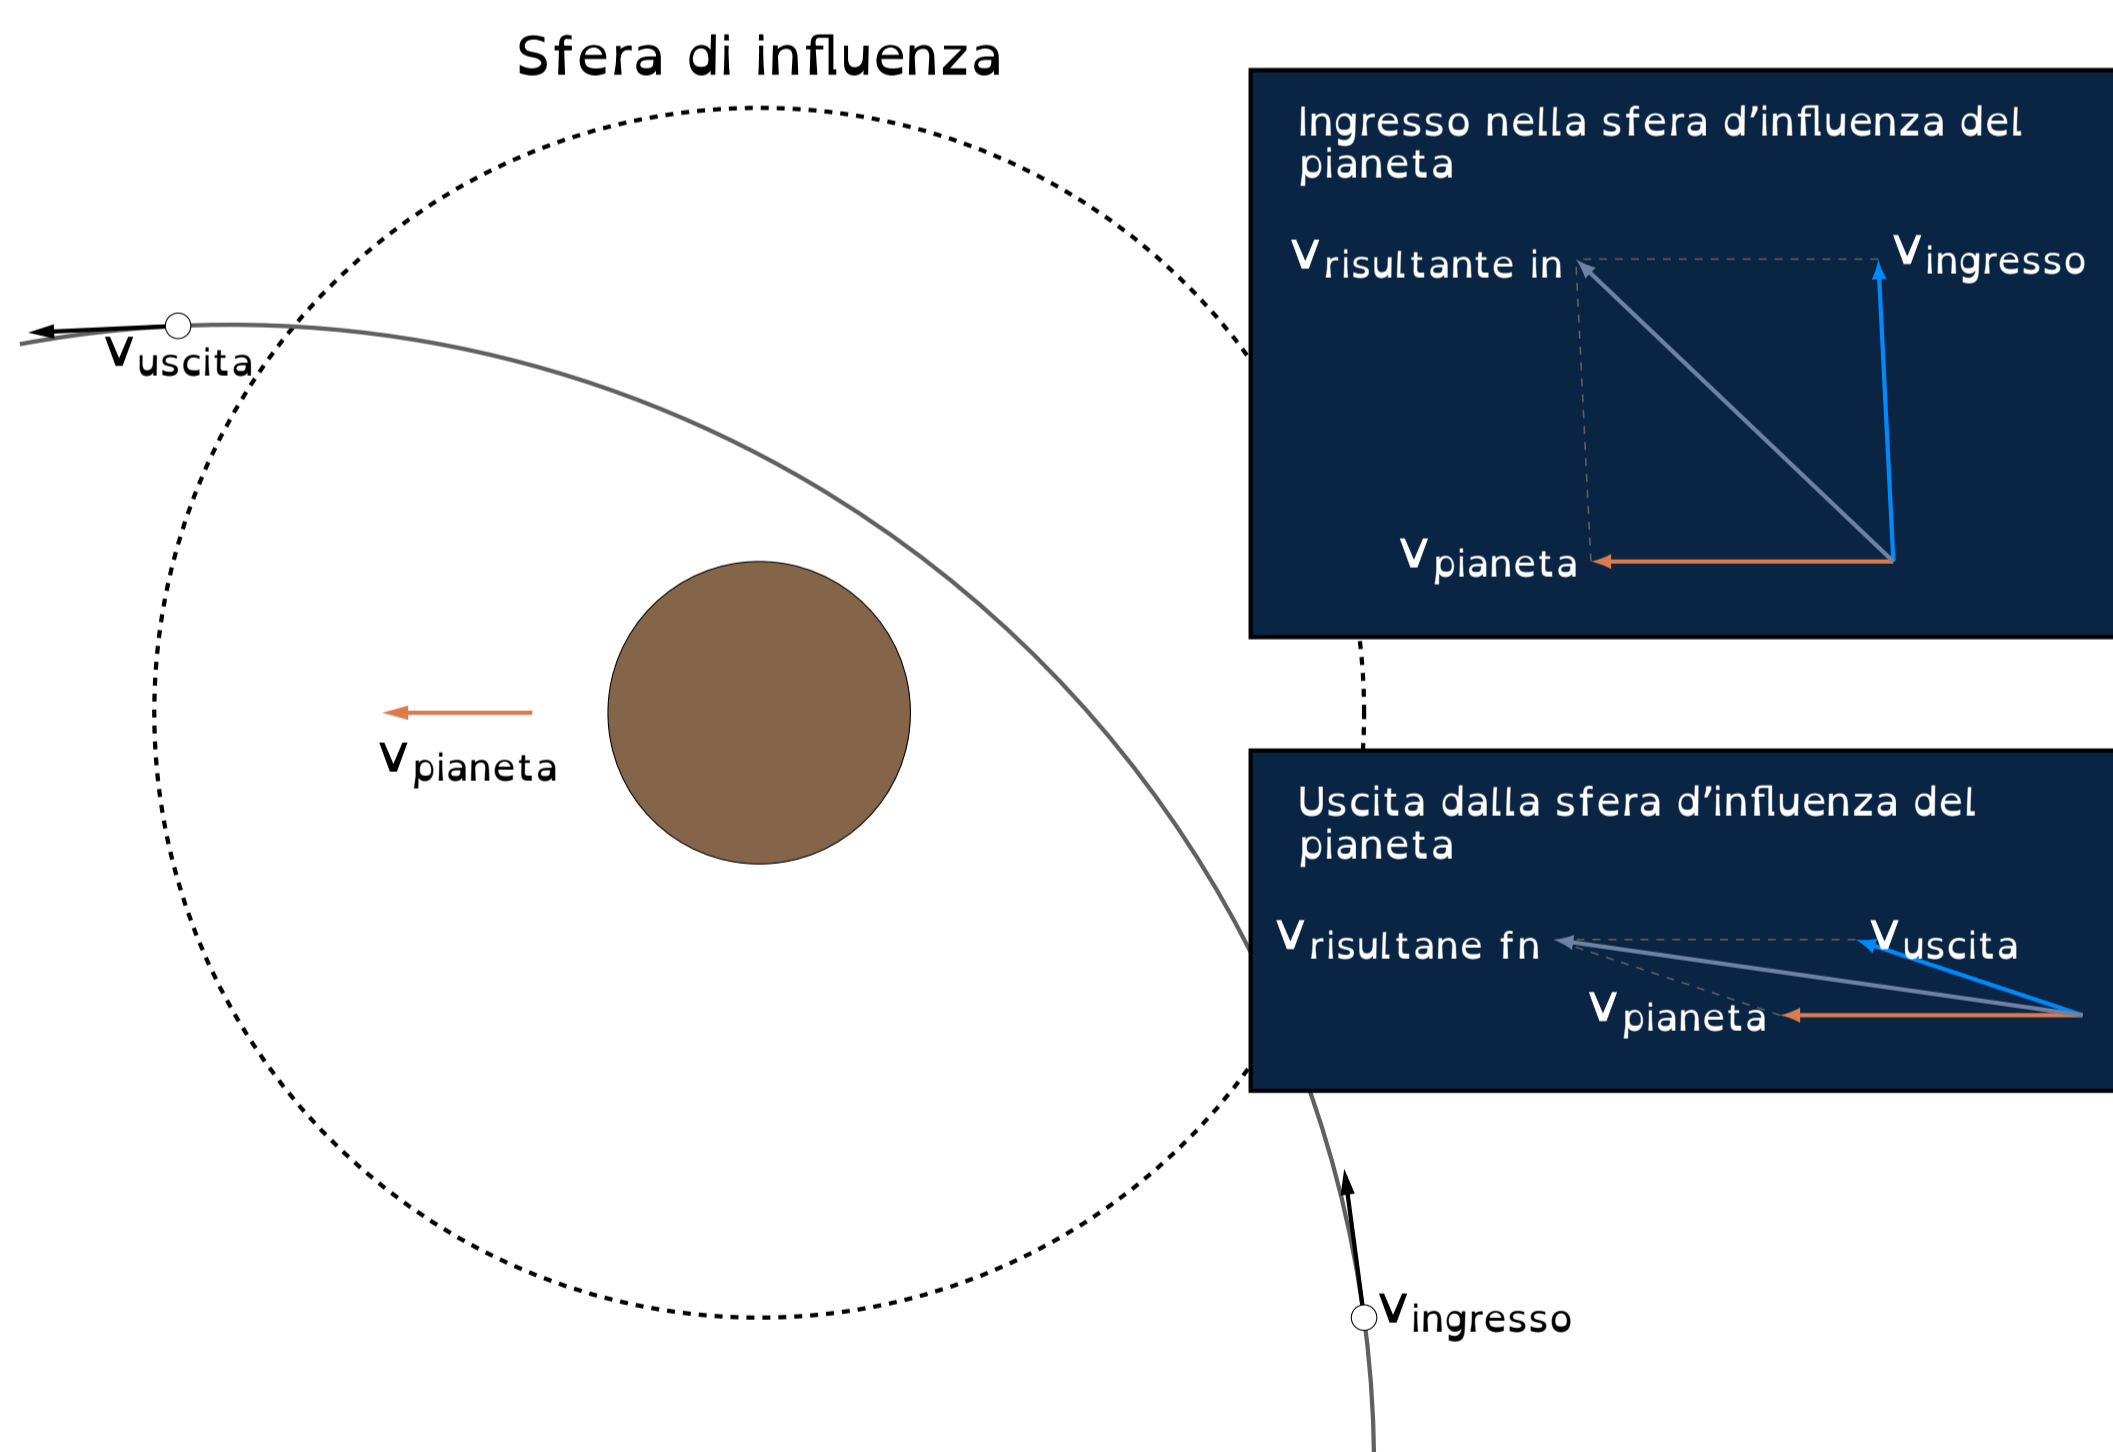 Sfera di influenza
Ingresso nella sfera d'influenza del
pianeta
Vrisultante in
Vingresso
Vpianeta
Vuscita
Vpianeta
Uscita dalla sfera d'influenza del
pianeta
Vrisultane fn
Vuscita
Vpianeta
Vingresso